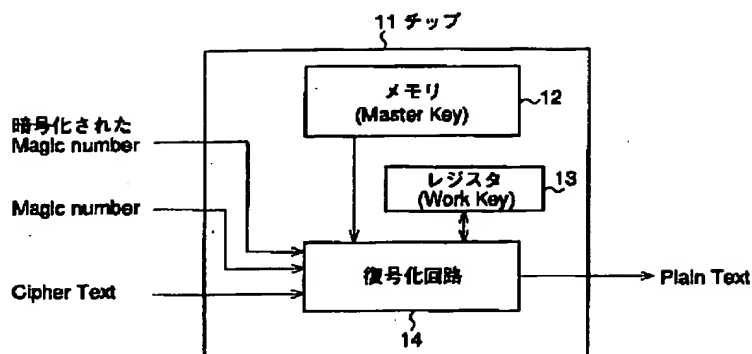 11 チップ
メモリ
(Master Key)
12
暗号化された
Magic number
レジスタ
(Work Key)
13
Magic number
復号化回路
Cipher Text
Plain Text
14